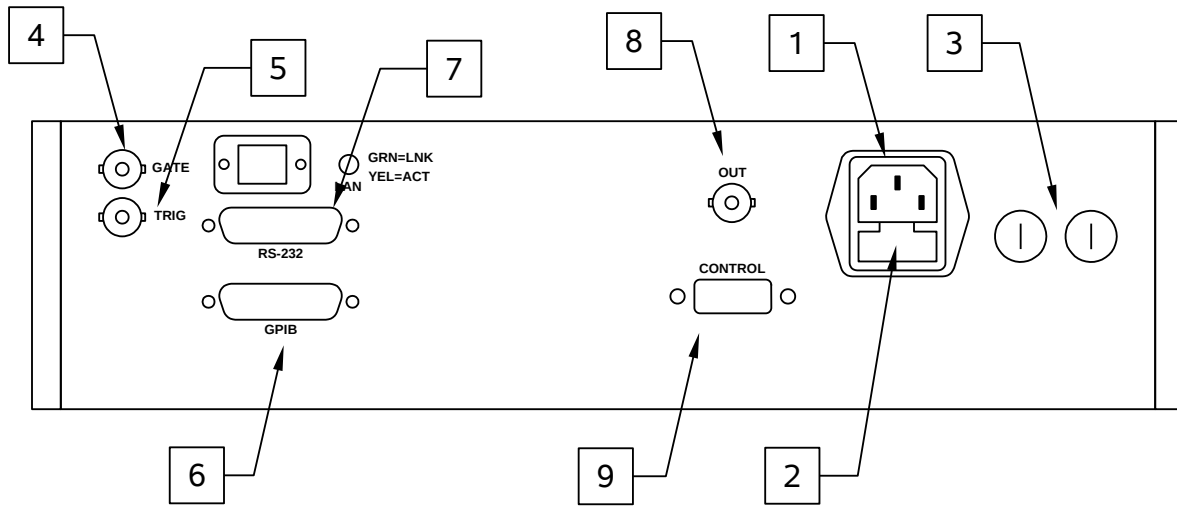 4
5
7
8
1
3
GATE
GRN=LNK
YEL=ACT
OUT
TRIG
RS-232
CONTROL
GPIB
6
9
2